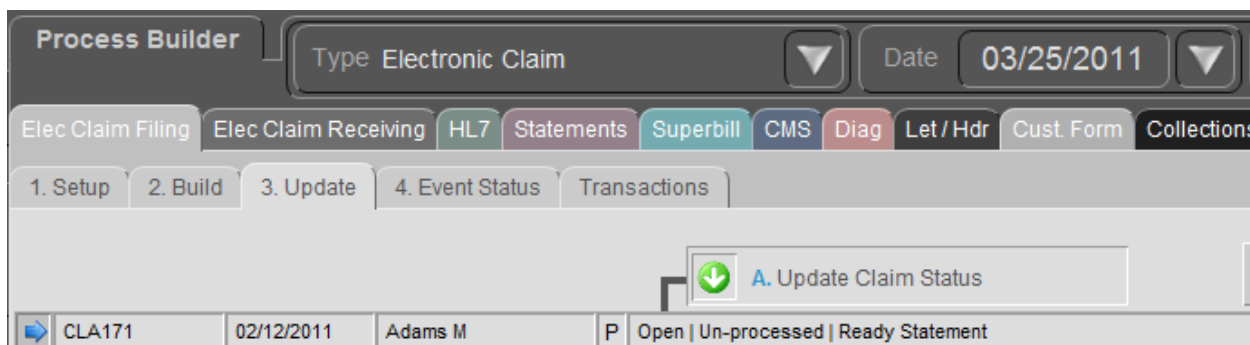 Process Builder
Type Electronic Claim
Date 03/25/2011
Elec Claim Filing Elec Claim Receiving HL7 Statements Superbill CMS Diag Let / Hdr Cust. Form Collections
1. Setup 2. Build 3. Update 4. Event Status Transactions
A. Update Claim Status
CLA171 02/12/2011 Adams M P Open | Un-processed | Ready Statement